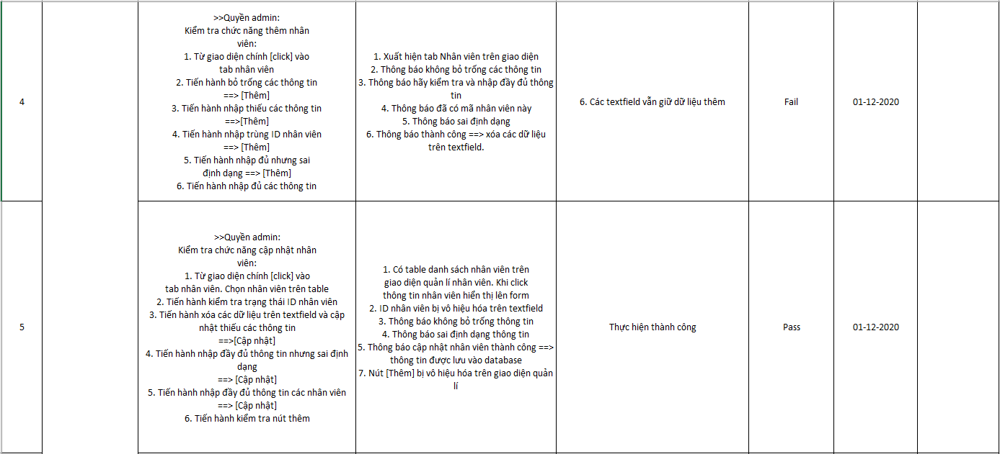 4
>>Quyền admin:
Kiểm tra chức năng thêm nhân
viên:
1. Từ giao diện chính [click] vào
tab nhân viên
2. Tiến hành bỏ trống các thông tin
==> [Thêm]
3. Tiến hành nhập thiếu các thông tin
==>[Thêm]
4. Tiến hành nhập trùng ID nhân viên
==> [Thêm]
5. Tiến hành nhập đủ nhưng sai
định dạng ==> [Thêm]
6. Tiến hành nhập đủ các thông tin
1. Xuất hiện tab Nhân viên trên giao diện
2. Thông báo không bỏ trống các thông tin
3. Thông báo hãy kiểm tra và nhập đầy đủ thông
tin
4. Thông báo đã có mã nhân viên này
5. Thông báo sai định dạng
6. Thông báo thành công ==> xóa các dữ liệu
trên textfield.
6. Các textfield vẫn giữ dữ liệu thêm
Fail
01-12-2020
5
>>Quyền admin:
Kiểm tra chức năng cập nhật nhân
viên:
1. Từ giao diện chính [click] vào
tab nhân viên. Chọn nhân viên trên table
2. Tiến hành kiểm tra trạng thái ID nhân viên
3. Tiến hành xóa các dữ liệu trên textfield và cập
nhật thiếu các thông tin
==>[Cập nhật]
4. Tiến hành nhập đầy đủ thông tin nhưng sai định
dạng
==> [Cập nhật]
5. Tiến hành nhập đầy đủ thông tin các nhân viên
==> [Cập nhật]
6. Tiến hành kiểm tra nút thêm
1. Có table danh sách nhân viên trên
giao diện quản lí nhân viên. Khi click
thông tin nhân viên hiển thị lên form
2. ID nhân viên bị vô hiệu hóa trên textfield
3. Thông báo không bỏ trống thông tin
4. Thông báo sai định dạng thông tin
5. Thông báo cập nhật nhân viên thành công ==>
thông tin được lưu vào database
7. Nút [Thêm] bị vô hiệu hóa trên giao diện quản
lí
Thực hiện thành công
Pass
01-12-2020